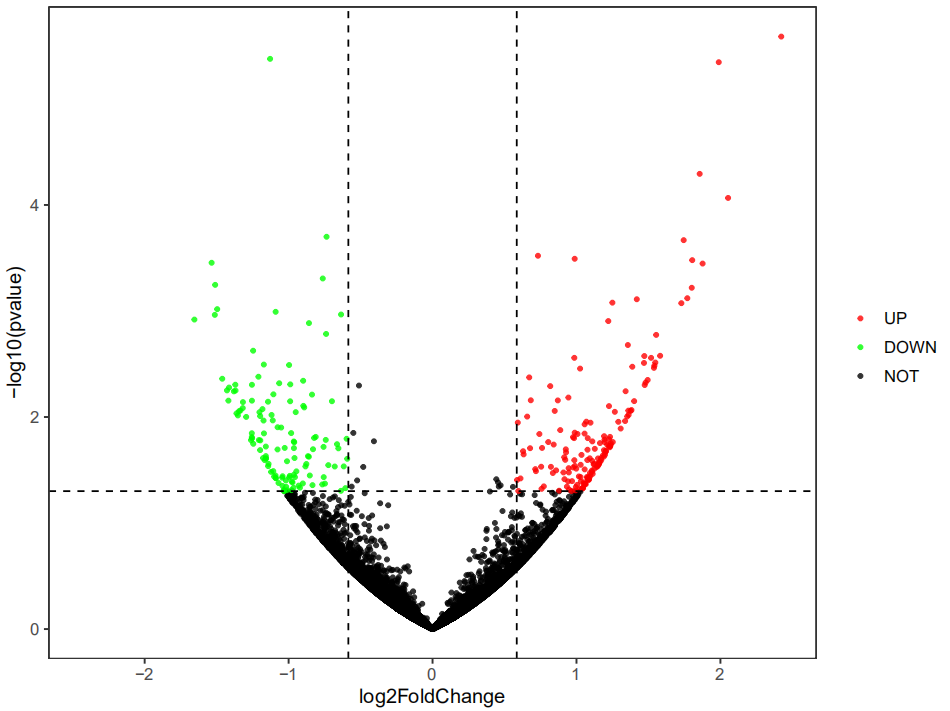 −log10(pvalue)
4
2
0
−2
−1
0
1
2
log2FoldChange
UP
DOWN
NOT